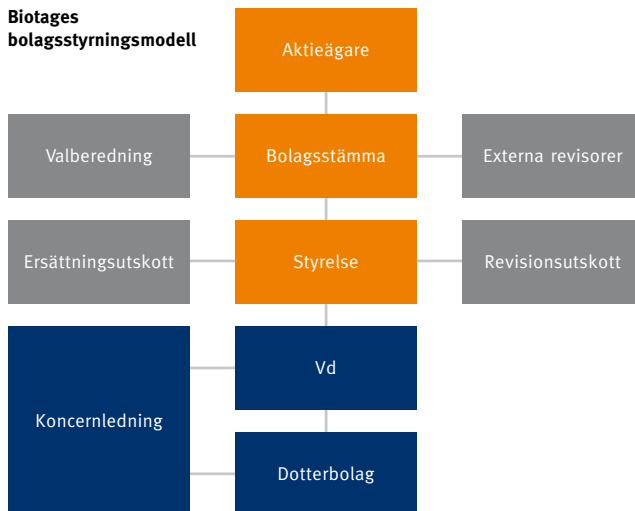 Biotages
bolagsstyrningsmodell
Aktieägare
Valberedning
Bolagsstämma
Externa revisorer
Ersättningsutskott
Styrelse
Revisionsutskott
Vd
Koncernledning
Dotterbolag